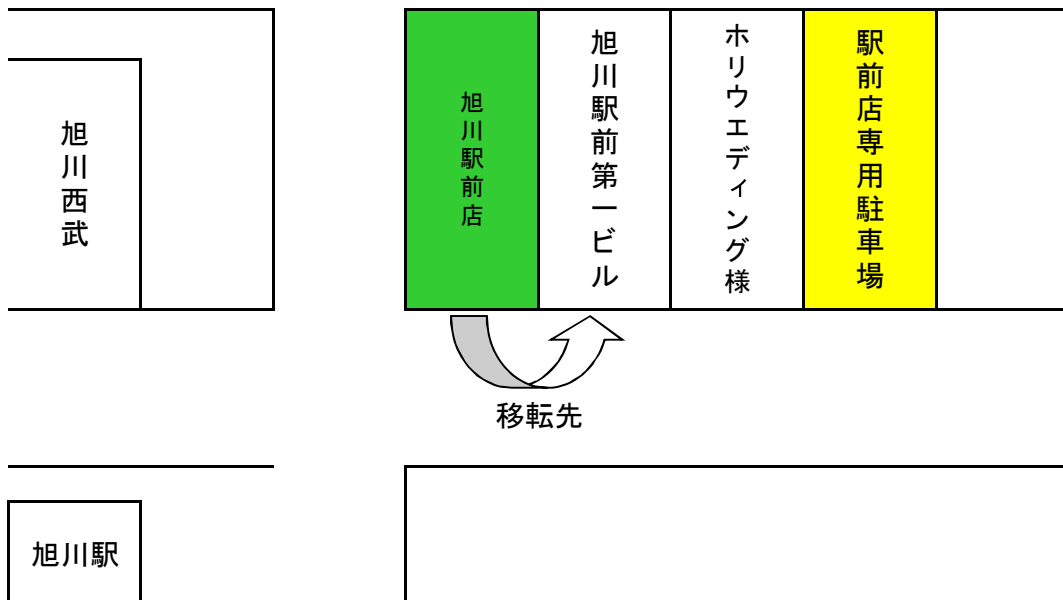 旭川西武
旭川駅前店
旭川駅前第一ビル
ホリウエディング様
駅前店専用駐車場
移転先
旭川駅